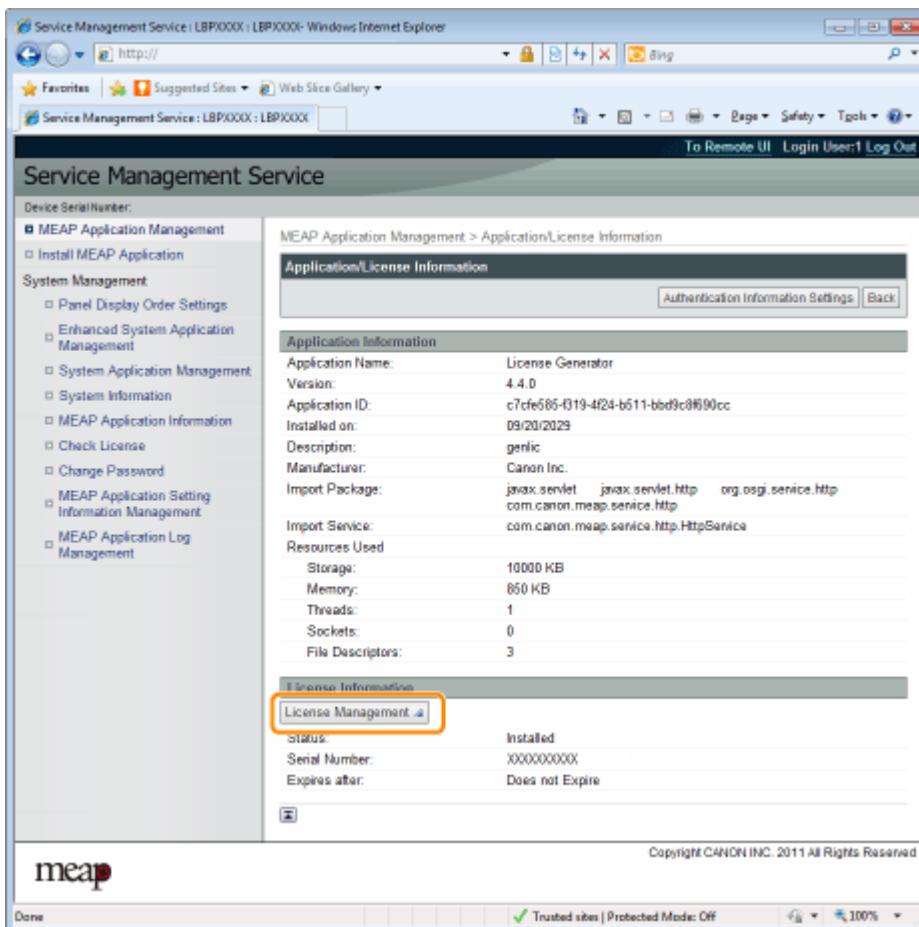 Service Management Service : LBPXXXX : LBPXXXX- Windows Internet Explorer
http://
Bing
Favorites Suggested Sites Web Slice Gallery
Service Management Service : LBPXXXX : LBPXXXX
Page Safety Tools
To Remote UI Login User:1 Log Out
Service Management Service
Device Serial Number:
MEAP Application Management
Install MEAP Application
System Management
Panel Display Order Settings
Enhanced System Application
Management
System Application Management
System Information
MEAP Application Information
Check License
Change Password
MEAP Application Setting
Information Management
MEAP Application Log
Management
MEAP Application Management > Application/License Information
Application/License Information
Authentication Information Settings Back
Application Information
Application Name: License Generator
Version: 4.4.0
Application ID: c7cfe585-f319-4f24-b511-bbd9c8f690cc
Installed on: 09/20/2029
Description: genlic
Manufacturer: Canon Inc.
Import Package: javax.servlet javax.servlet.http org.osgi.service.http
com.canon.meap.service.http
Import Service: com.canon.meap.service.http.HttpService
Resources Used
Storage: 10000 KB
Memory: 850 KB
Threads: 1
Sockets: 0
File Descriptors: 3
License Information
License Management
Status: Installed
Serial Number: XXXXXXXXXX
Expires after: Does not Expire
Copyright CANON INC. 2011 All Rights Reserved
meap
Done Trusted sites | Protected Mode: Off 100%